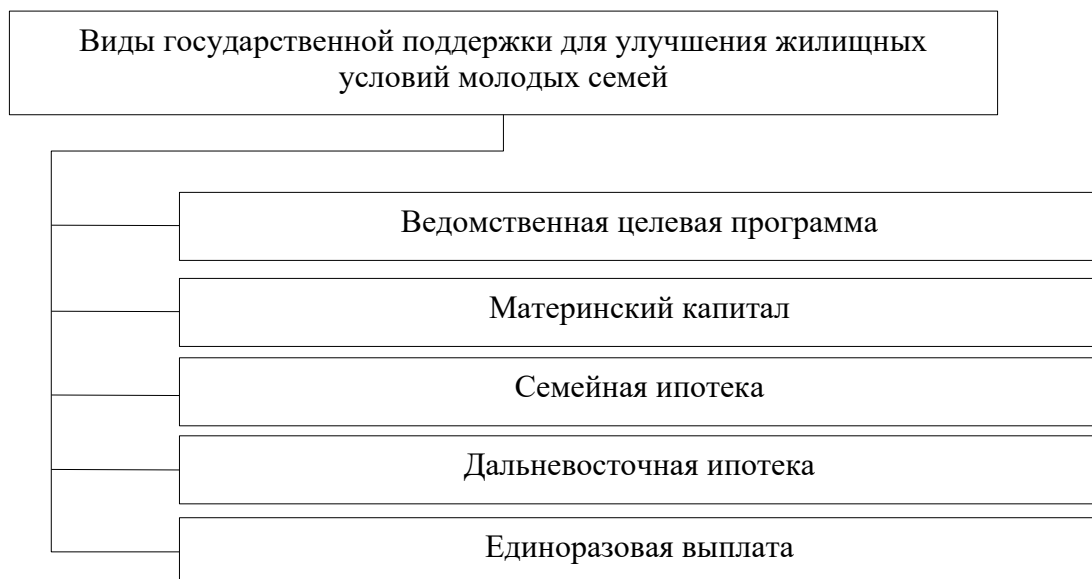 Виды государственной поддержки для улучшения жилищных
условий молодых семей
Ведомственная целевая программа
Материнский капитал
Семейная ипотека
Дальневосточная ипотека
Единоразовая выплата